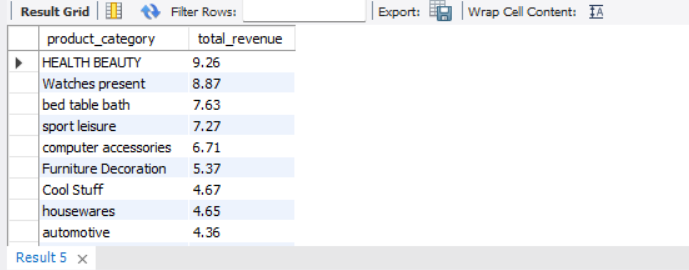 Result Grid Filter Rows: Export: Wrap Cell Content: IA
product_category total_revenue
HEALTH BEAUTY 9.26
Watches present 8.87
bed table bath 7.63
sport leisure 7.27
computer accessories 6.71
Furniture Decoration 5.37
Cool Stuff 4.67
housewares 4.65
automotive 4.36
Result 5 ×